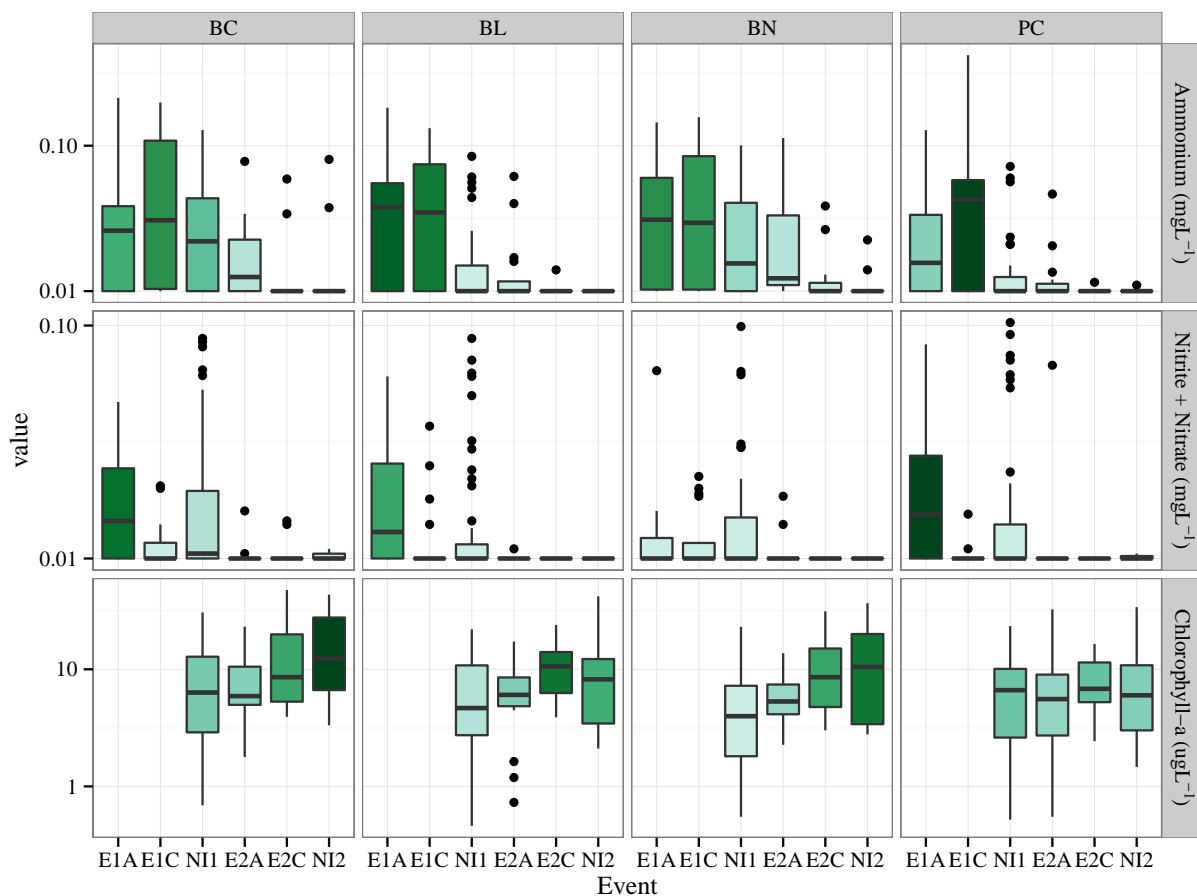 BC BL BN PC
0.10
0.01
Ammonium (mgL⁻¹)
0.10
0.01
Nitrite + Nitrate (mgL⁻¹)
10
1
Chlorophyll−a (ugL⁻¹)
value
E1A E1C NI1 E2A E2C NI2 E1A E1C NI1 E2A E2C NI2 E1A E1C NI1 E2A E2C NI2 E1A E1C NI1 E2A E2C NI2
Event